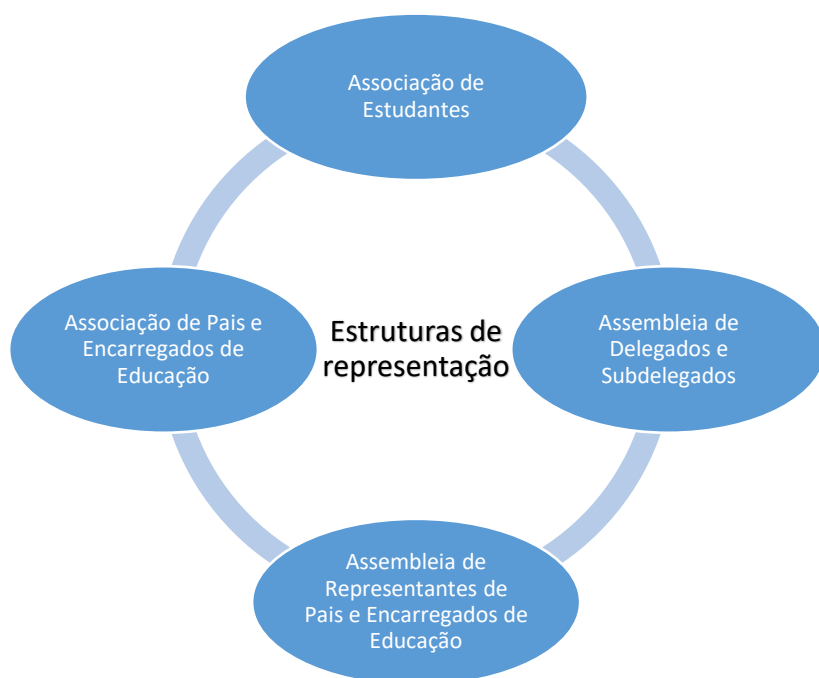 Associação de
Estudantes
Associação de Pais e
Encarregados de
Educação
Estruturas de
representação
Assembleia de
Delegados e
Subdelegados
Assembleia de
Representantes de
Pais e Encarregados de
Educação